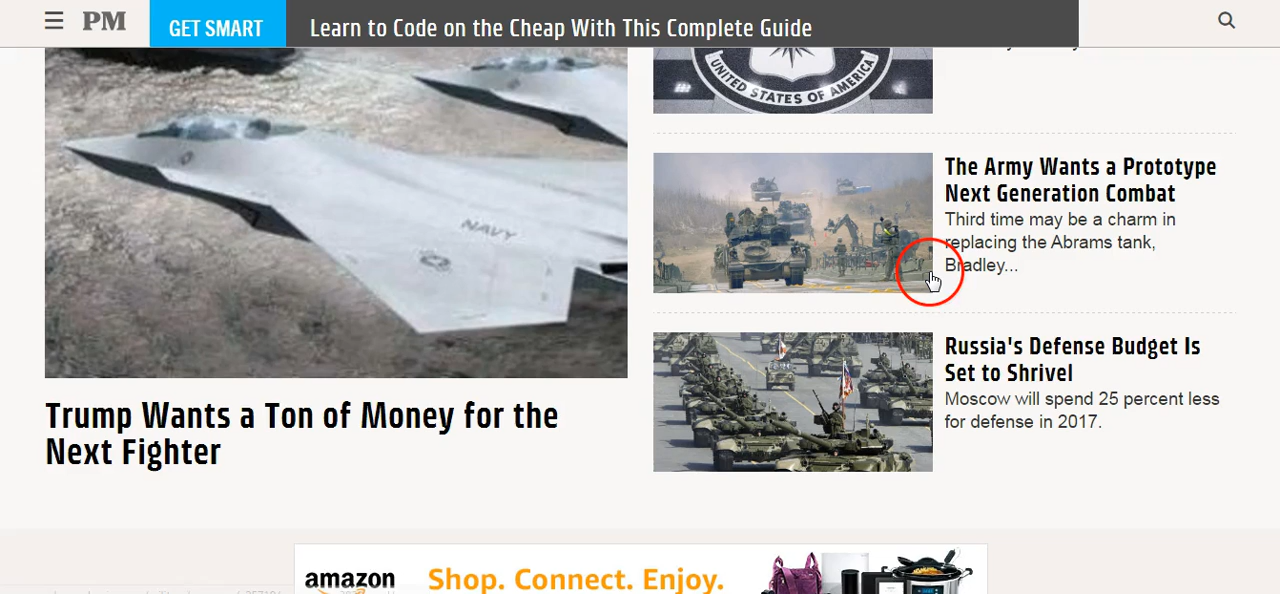 PM
GET SMART
Learn to Code on the Cheap With This Complete Guide
UNITED STATES OF AMERICA
NAVY
The Army Wants a Prototype
Next Generation Combat
Third time may be a charm in
replacing the Abrams tank,
Bradley...
Russia's Defense Budget Is
Set to Shrivel
Moscow will spend 25 percent less
for defense in 2017.
Trump Wants a Ton of Money for the
Next Fighter
amazon
Shop. Connect. Enjoy.